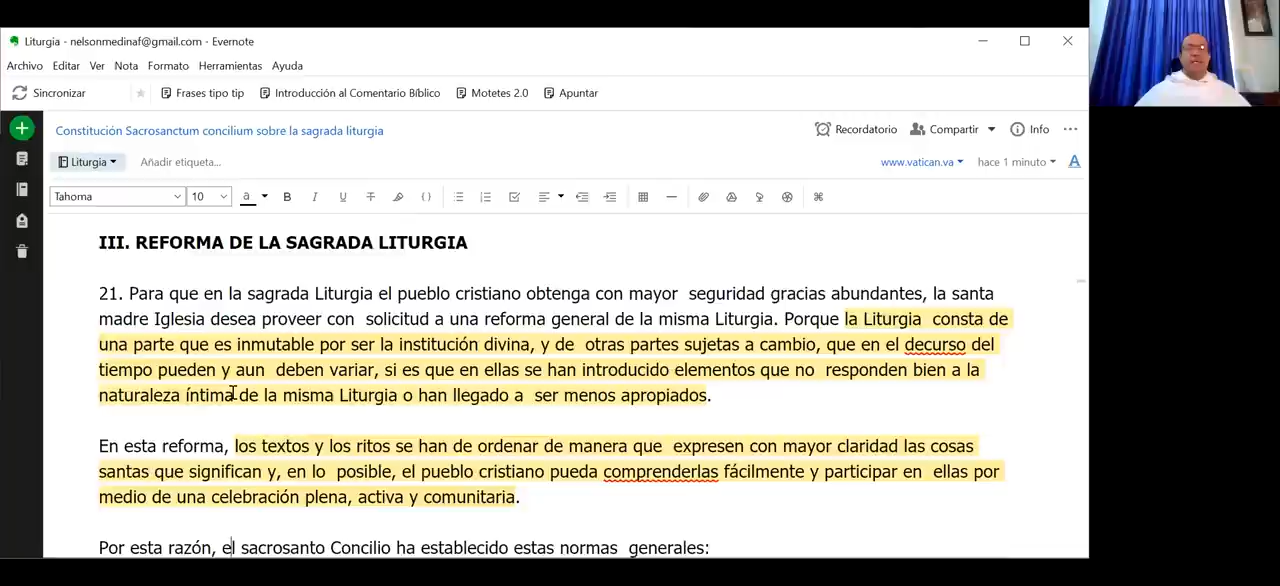 Liturgia - nelsonmedinaf@gmail.com - Evernote
Archivo Editar Ver Nota Formato Herramientas Ayuda
Sincronizar Frases tipo tip Introducción al Comentario Bíblico Motetes 2.0 Apuntar
Constitución Sacrosanctum concilium sobre la sagrada liturgia Recordatorio Compartir Info
Liturgia Añadir etiqueta... www.vatican.va hace 1 minuto
Tahoma 10
III. REFORMA DE LA SAGRADA LITURGIA
21. Para que en la sagrada Liturgia el pueblo cristiano obtenga con mayor seguridad gracias abundantes, la santa
madre Iglesia desea proveer con solicitud a una reforma general de la misma Liturgia. Porque la Liturgia consta de
una parte que es inmutable por ser la institución divina, y de otras partes sujetas a cambio, que en el decurso del
tiempo pueden y aun deben variar, si es que en ellas se han introducido elementos que no responden bien a la
naturaleza íntima de la misma Liturgia o han llegado a ser menos apropiados.
En esta reforma, los textos y los ritos se han de ordenar de manera que expresen con mayor claridad las cosas
santas que significan y, en lo posible, el pueblo cristiano pueda comprenderlas fácilmente y participar en ellas por
medio de una celebración plena, activa y comunitaria.
Por esta razón, el sacrosanto Concilio ha establecido estas normas generales: